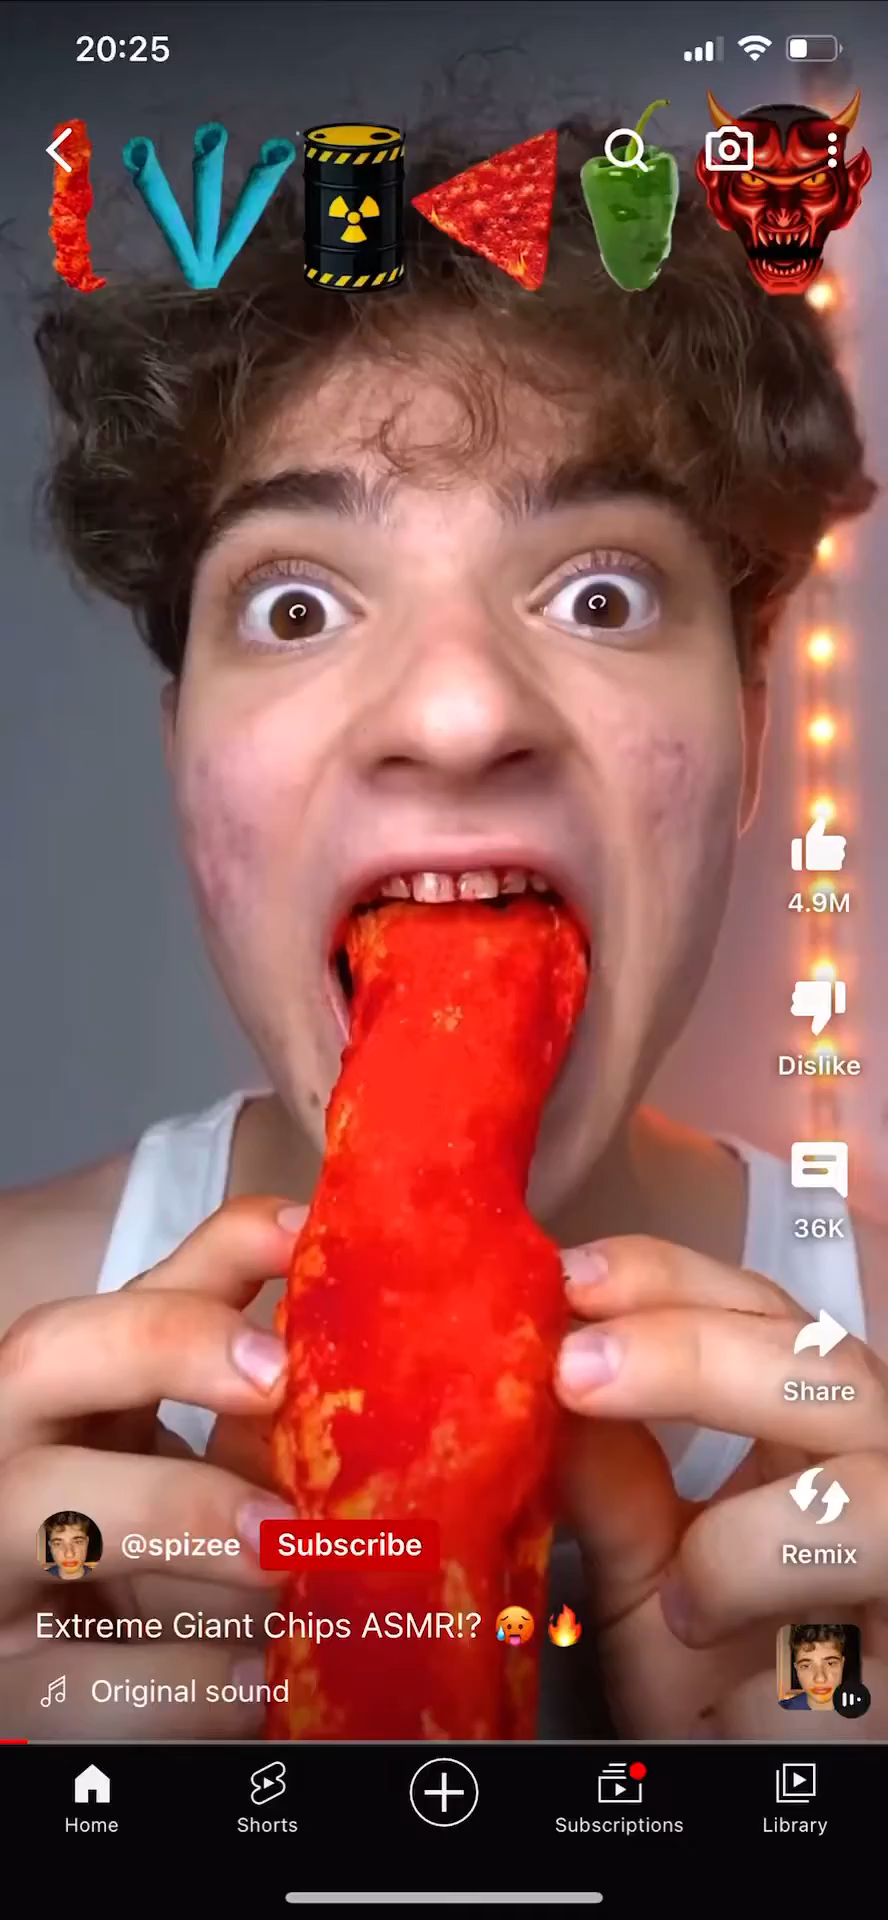 20:25
4.9M
Dislike
36K
Share
Remix
@spizee
Subscribe
Extreme Giant Chips ASMR!? 🥵 🔥
Original sound
Home
Shorts
Subscriptions
Library